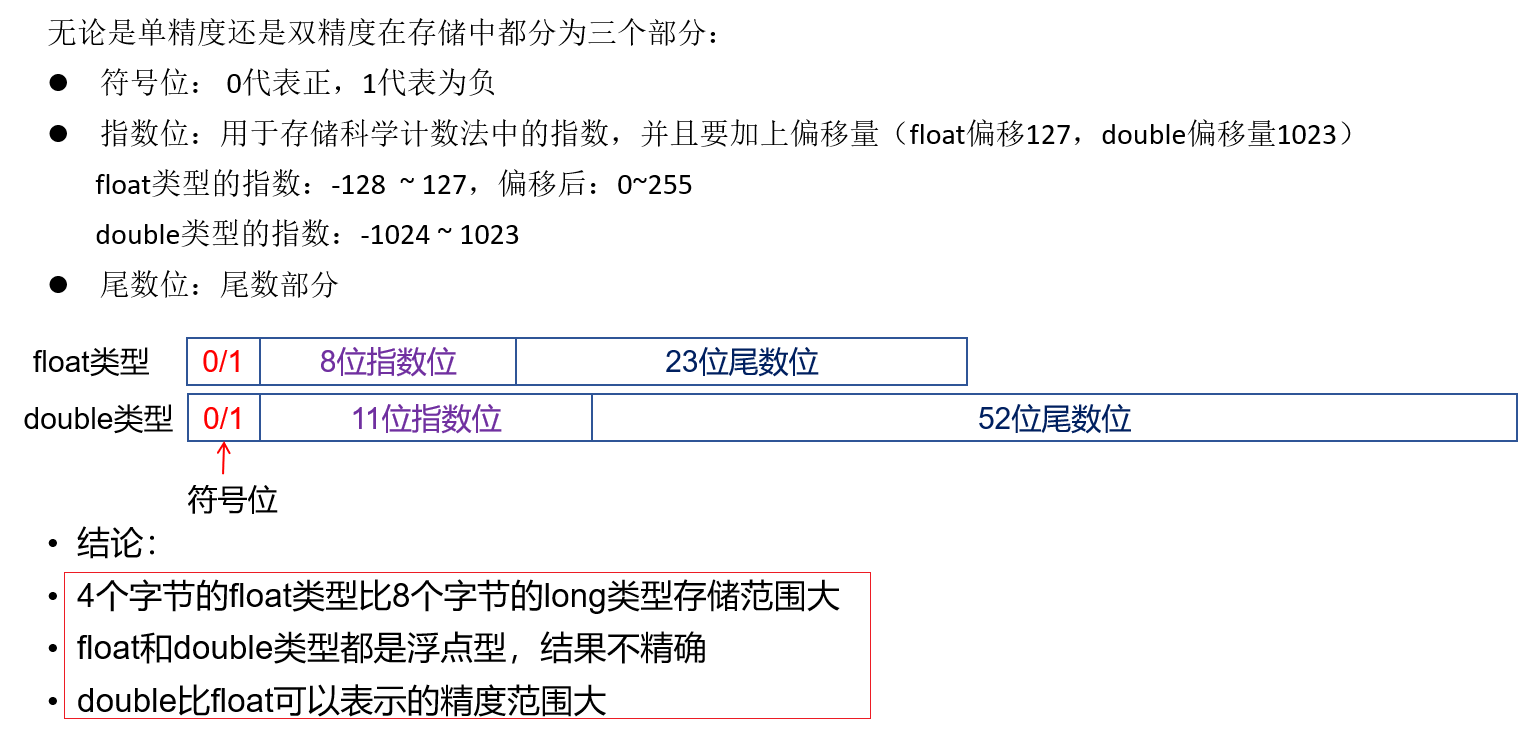 无论是单精度还是双精度在存储中都分为三个部分：
● 符号位： 0代表正，1代表为负
● 指数位：用于存储科学计数法中的指数，并且要加上偏移量（float偏移127，double偏移量1023）
float类型的指数：-128 ~ 127，偏移后：0~255
double类型的指数：-1024 ~ 1023
● 尾数位：尾数部分
float类型 0/1 8位指数位 23位尾数位
double类型 0/1 11位指数位 52位尾数位
符号位
• 结论：
• 4个字节的float类型比8个字节的long类型存储范围大
• float和double类型都是浮点型，结果不精确
• double比float可以表示的精度范围大